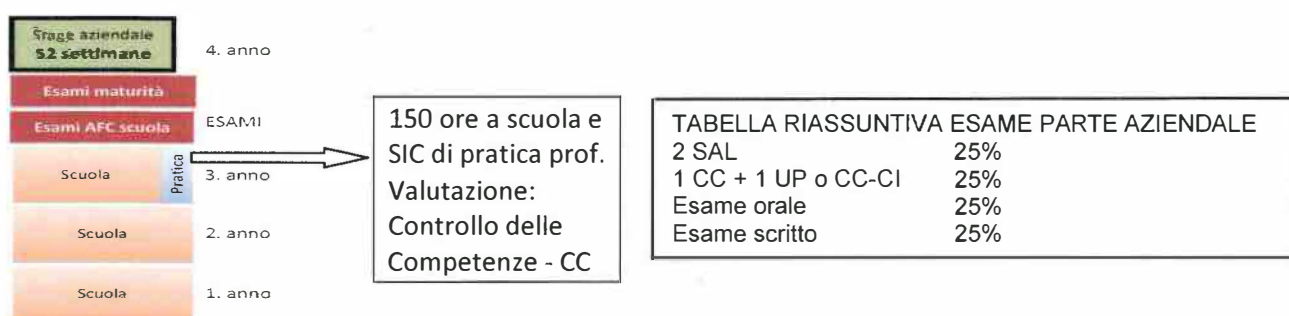 Stage aziendale
52 settimane
4. anno
Esami maturità
Esami AFC scuola
ESAMI
Scuola
Pratica
3. anno
Scuola
2. anno
Scuola
1. anno
150 ore a scuola e
SIC di pratica prof.
Valutazione:
Controllo delle
Competenze - CC
TABELLA RIASSUNTIVA ESAME PARTE AZIENDALE
2 SAL 25%
1 CC + 1 UP o CC-CI 25%
Esame orale 25%
Esame scritto 25%